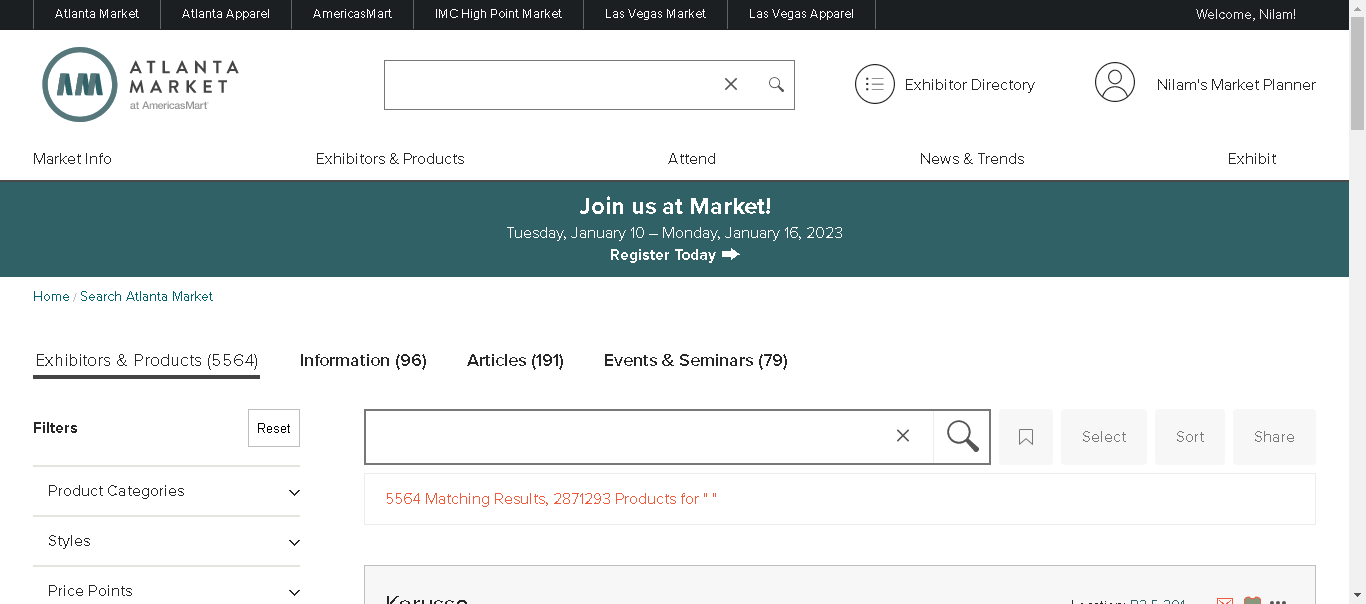 Atlanta Market Atlanta Apparel AmericasMart IMC High Point Market Las Vegas Market Las Vegas Apparel Welcome, Nilam!
AM ATLANTA MARKET
at AmericasMart
Exhibitor Directory Nilam's Market Planner
Market Info Exhibitors & Products Attend News & Trends Exhibit
Join us at Market!
Tuesday, January 10 – Monday, January 16, 2023
Register Today
Home / Search Atlanta Market
Exhibitors & Products (5564) Information (96) Articles (191) Events & Seminars (79)
Filters Reset Select Sort Share
Product Categories
5564 Matching Results, 2871293 Products for " "
Styles
Price Points